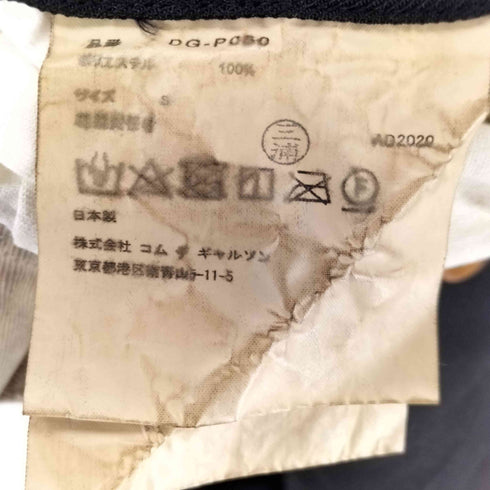 品番 DG-P050
ポリエステル 100%
サイズ S
三浦
AD2020
F
日本製
株式会社 コム デ ギャルソン
東京都港区南青山5-11-5